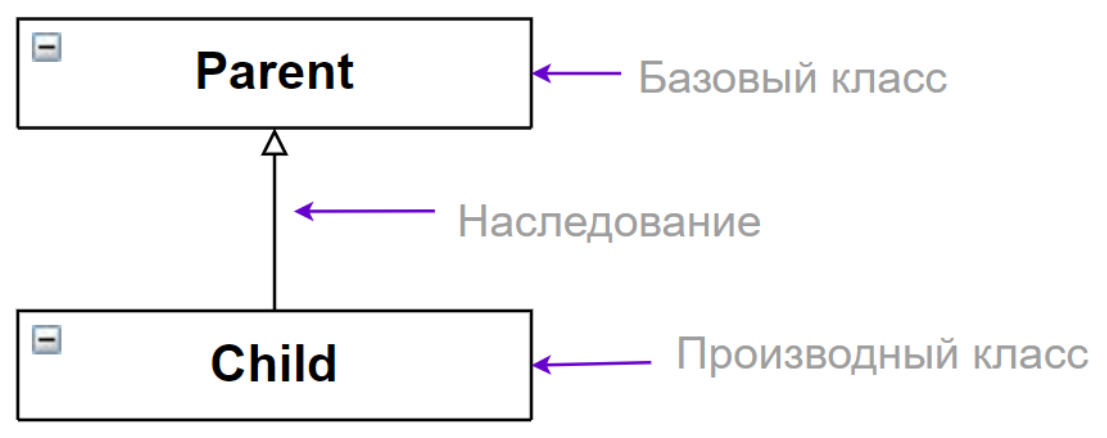 Parent
Базовый класс
Наследование
Child
Производный класс